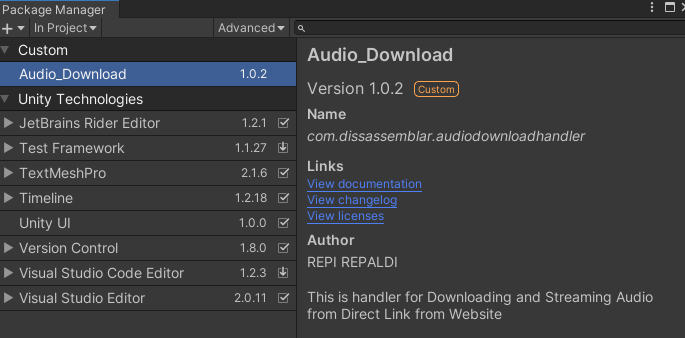 Package Manager
In Project
Advanced
Custom
Audio_Download 1.0.2
Unity Technologies
JetBrains Rider Editor 1.2.1
Test Framework 1.1.27
TextMeshPro 2.1.6
Timeline 1.2.18
Unity UI 1.0.0
Version Control 1.8.0
Visual Studio Code Editor 1.2.3
Visual Studio Editor 2.0.11
Audio_Download
Version 1.0.2 Custom
Name
com.dissassemblar.audiodownloadhandler
Links
View documentation
View changelog
View licenses
Author
REPI REPALDI
This is handler for Downloading and Streaming Audio
from Direct Link from Website